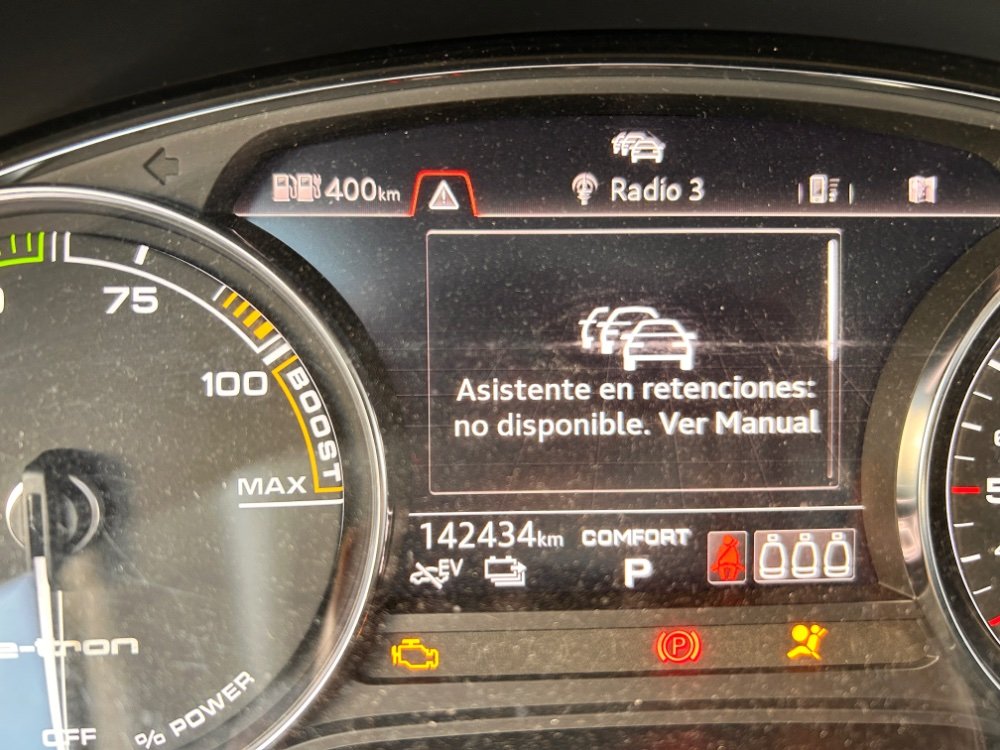 400km
Radio 3
75
100
BOOST
MAX
Asistente en retenciones:
no disponible. Ver Manual
142434km COMFORT
EV
P
5
P
e-tron
% POWER
OFF